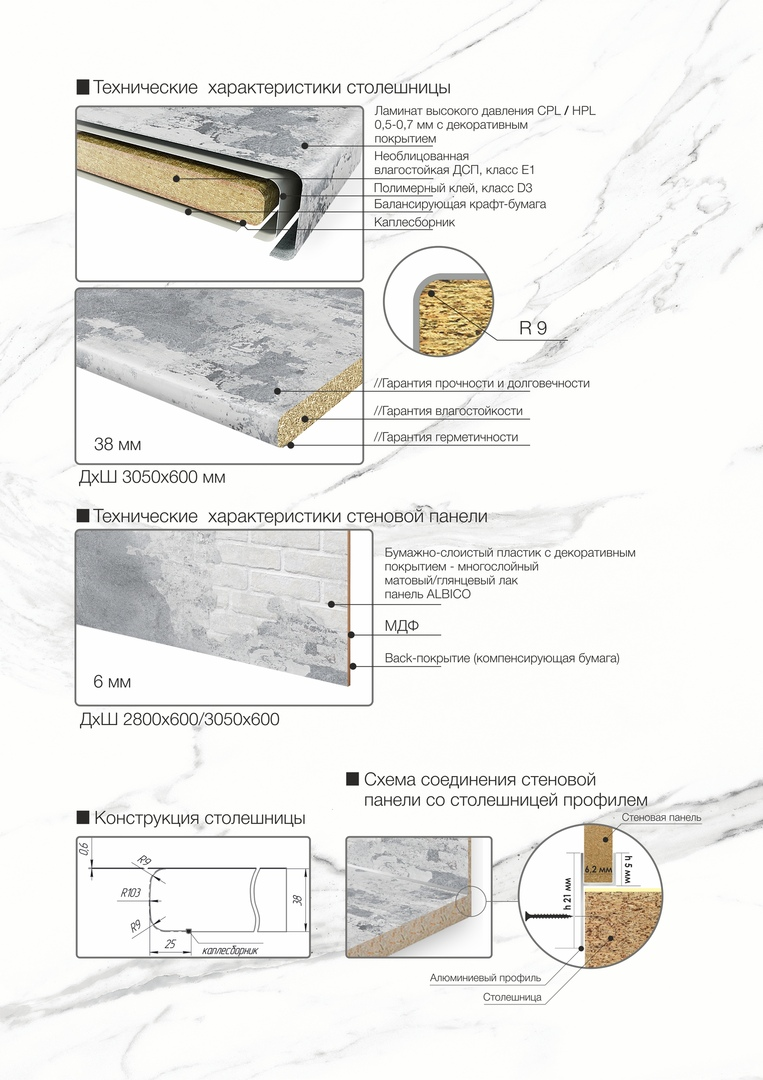 Технические характеристики столешницы
Ламинат высокого давления CPL / HPL
0,5-0,7 мм с декоративным
покрытием
Необлицованная
влагостойкая ДСП, класс Е1
Полимерный клей, класс D3
Балансирующая крафт-бумага
Каплесборник
R 9
//Гарантия прочности и долговечности
//Гарантия влагостойкости
//Гарантия герметичности
38 мм
ДхШ 3050х600 мм
Технические характеристики стеновой панели
Бумажно-слоистый пластик с декоративным
покрытием - многослойный
матовый/глянцевый лак
панель ALBICO
МДФ
Back-покрытие (компенсирующая бумага)
6 мм
ДхШ 2800х600/3050х600
Схема соединения стеновой
панели со столешницей профилем
Конструкция столешницы
0,6
R9
R103
R9
25
38
каплесборник
Стеновая панель
6,2 мм
h 5 мм
h 21 мм
Алюминиевый профиль
Столешница